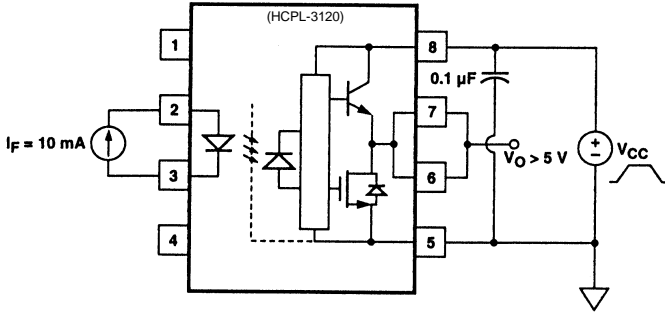 (HCPL-3120)
1
8
0.1 µF
2
7
I_F = 10 mA
+
−
V_CC
V_O > 5 V
3
6
4
5